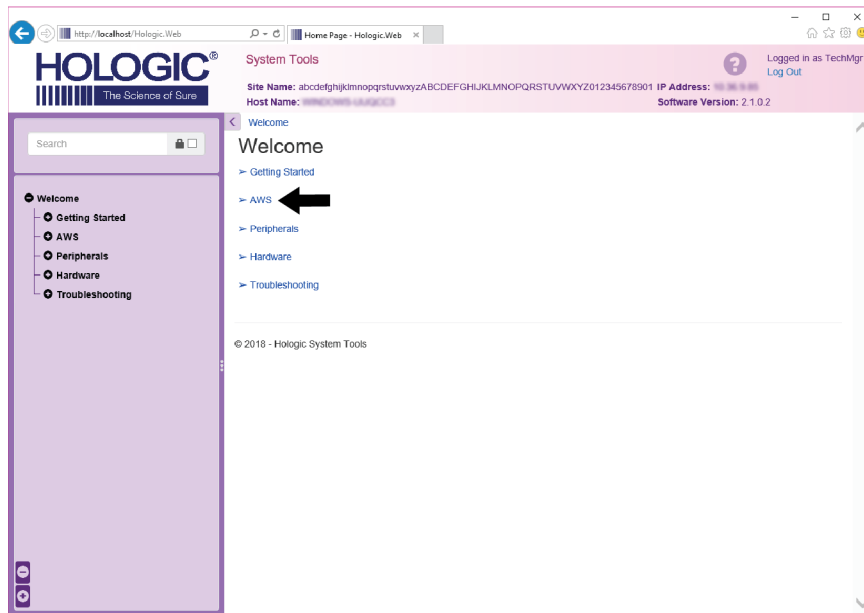 http://localhost/Hologic.Web
Home Page - Hologic.Web
HOLOGIC®
The Science of Sure
System Tools
Logged in as TechMgr
Log Out
Site Name: abcdefghijklmnopqrstuvwxyzABCDEFGHIJKLMNOPQRSTUVWXYZ012345678901 IP Address:
Host Name:
Software Version: 2.1.0.2
Search
Welcome
Getting Started
AWS
Peripherals
Hardware
Troubleshooting
Welcome
Welcome
➢ Getting Started
➢ AWS
➢ Peripherals
➢ Hardware
➢ Troubleshooting
© 2018 - Hologic System Tools